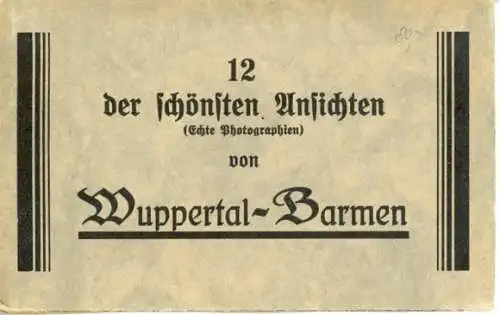 12
der schönsten Ansichten
(Echte Photographien)
von
Wuppertal-Barmen